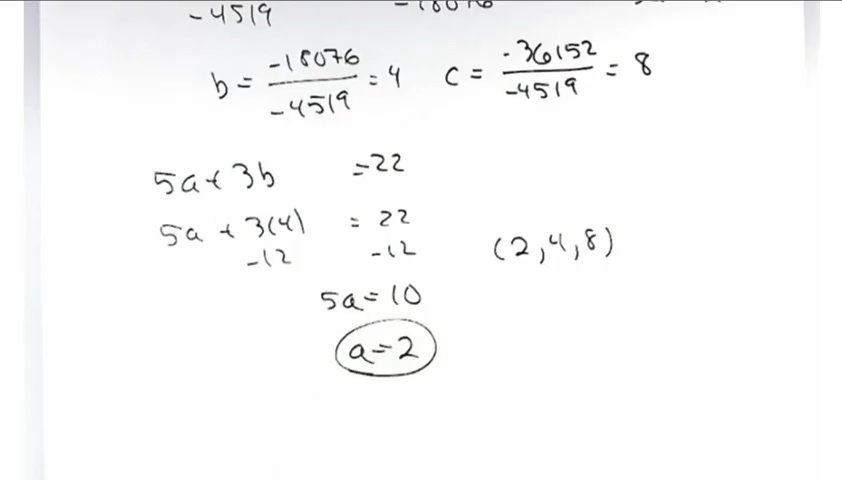 -4519 -18076
b = -18076 / -4519 = 4 c = -36152 / -4519 = 8
5a + 3b = 22
5a + 3(4) = 22
-12 -12 (2,4,8)
5a = 10
a = 2